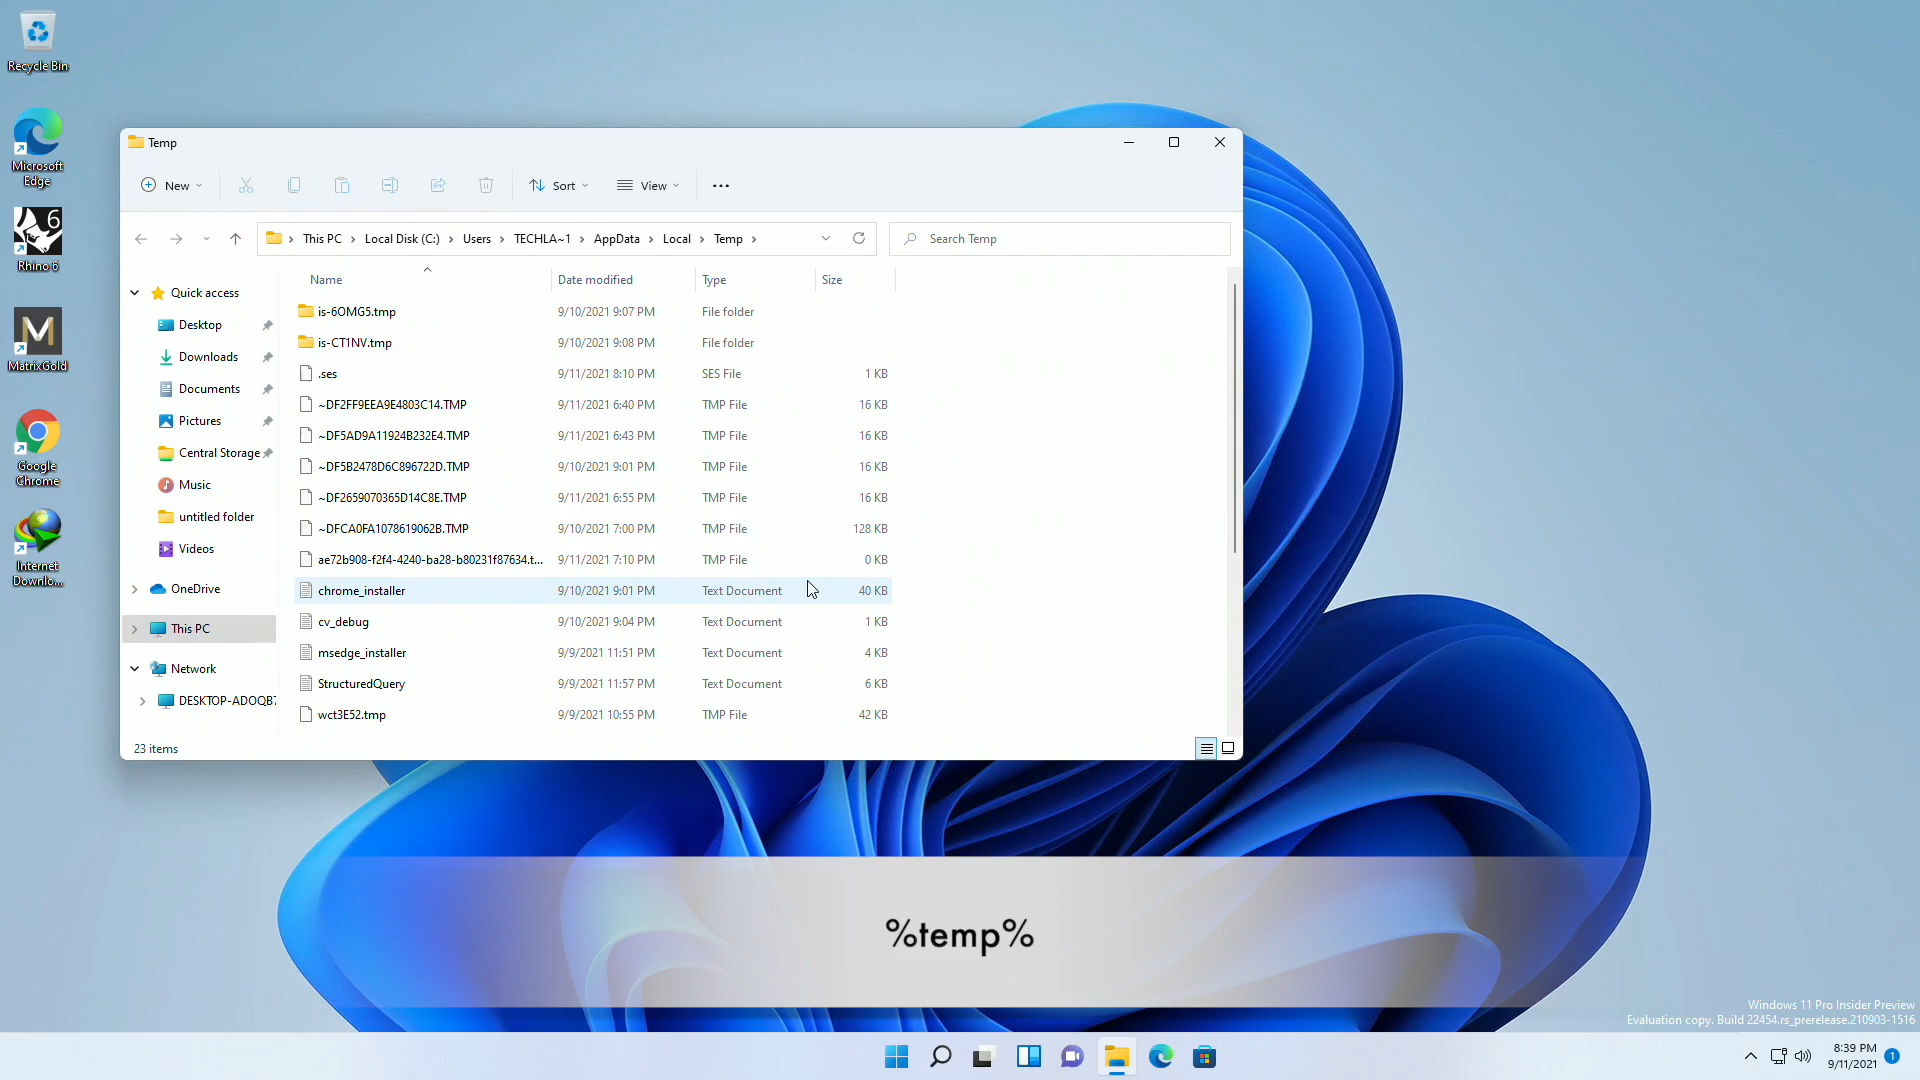 Recycle Bin
Microsoft
Edge
6
Rhino 6
M
MatrixGold
Google
Chrome
Internet
Downlo...
Temp
New
Sort
View
This PC
Local Disk (C:)
Users
TECHLA~1
AppData
Local
Temp
Search Temp
Name
Date modified
Type
Size
Quick access
Desktop
Downloads
Documents
Pictures
Central Storage
Music
untitled folder
Videos
OneDrive
This PC
Network
DESKTOP-ADOQB7
is-6OMG5.tmp 9/10/2021 9:07 PM File folder
is-CT1NV.tmp 9/10/2021 9:08 PM File folder
.ses 9/11/2021 8:10 PM SES File 1 KB
~DF2FF9EEA9E4803C14.TMP 9/11/2021 6:40 PM TMP File 16 KB
~DF5AD9A11924B232E4.TMP 9/11/2021 6:43 PM TMP File 16 KB
~DF5B2478D6C896722D.TMP 9/10/2021 9:01 PM TMP File 16 KB
~DF2659070365D14C8E.TMP 9/11/2021 6:55 PM TMP File 16 KB
~DFCA0FA1078619062B.TMP 9/10/2021 7:00 PM TMP File 128 KB
ae72b908-f2f4-4240-ba28-b80231f87634.t... 9/11/2021 7:10 PM TMP File 0 KB
chrome_installer 9/10/2021 9:01 PM Text Document 40 KB
cv_debug 9/10/2021 9:04 PM Text Document 1 KB
msedge_installer 9/9/2021 11:51 PM Text Document 4 KB
StructuredQuery 9/9/2021 11:57 PM Text Document 6 KB
wct3E52.tmp 9/9/2021 10:55 PM TMP File 42 KB
23 items
%temp%
Windows 11 Pro Insider Preview
Evaluation copy. Build 22454.rs_prerelease.210903-1516
8:39 PM
9/11/2021
1